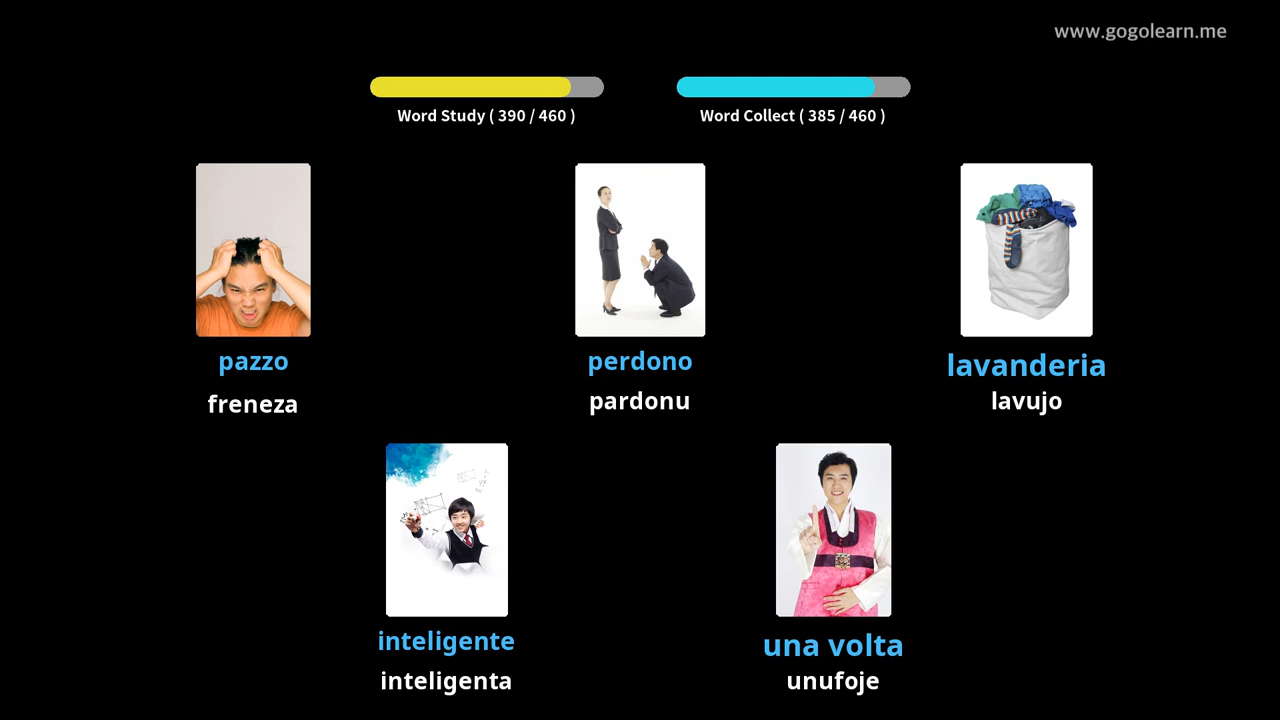 www.gogolearn.me
Word Study ( 390 / 460 )
Word Collect ( 385 / 460 )
pazzo
freneza
perdono
pardonu
lavanderia
lavujo
inteligente
inteligenta
una volta
unufoje